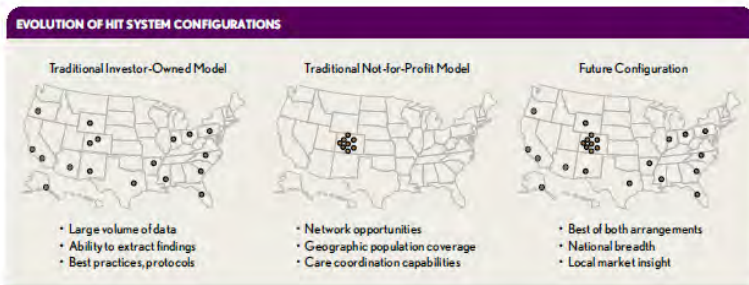 EVOLUTION OF HIT SYSTEM CONFIGURATIONS
Traditional Investor-Owned Model
• Large volume of data
• Ability to extract findings
• Best practices, protocols
Traditional Not-for-Profit Model
• Network opportunities
• Geographic population coverage
• Care coordination capabilities
Future Configuration
• Best of both arrangements
• National breadth
• Local market insight